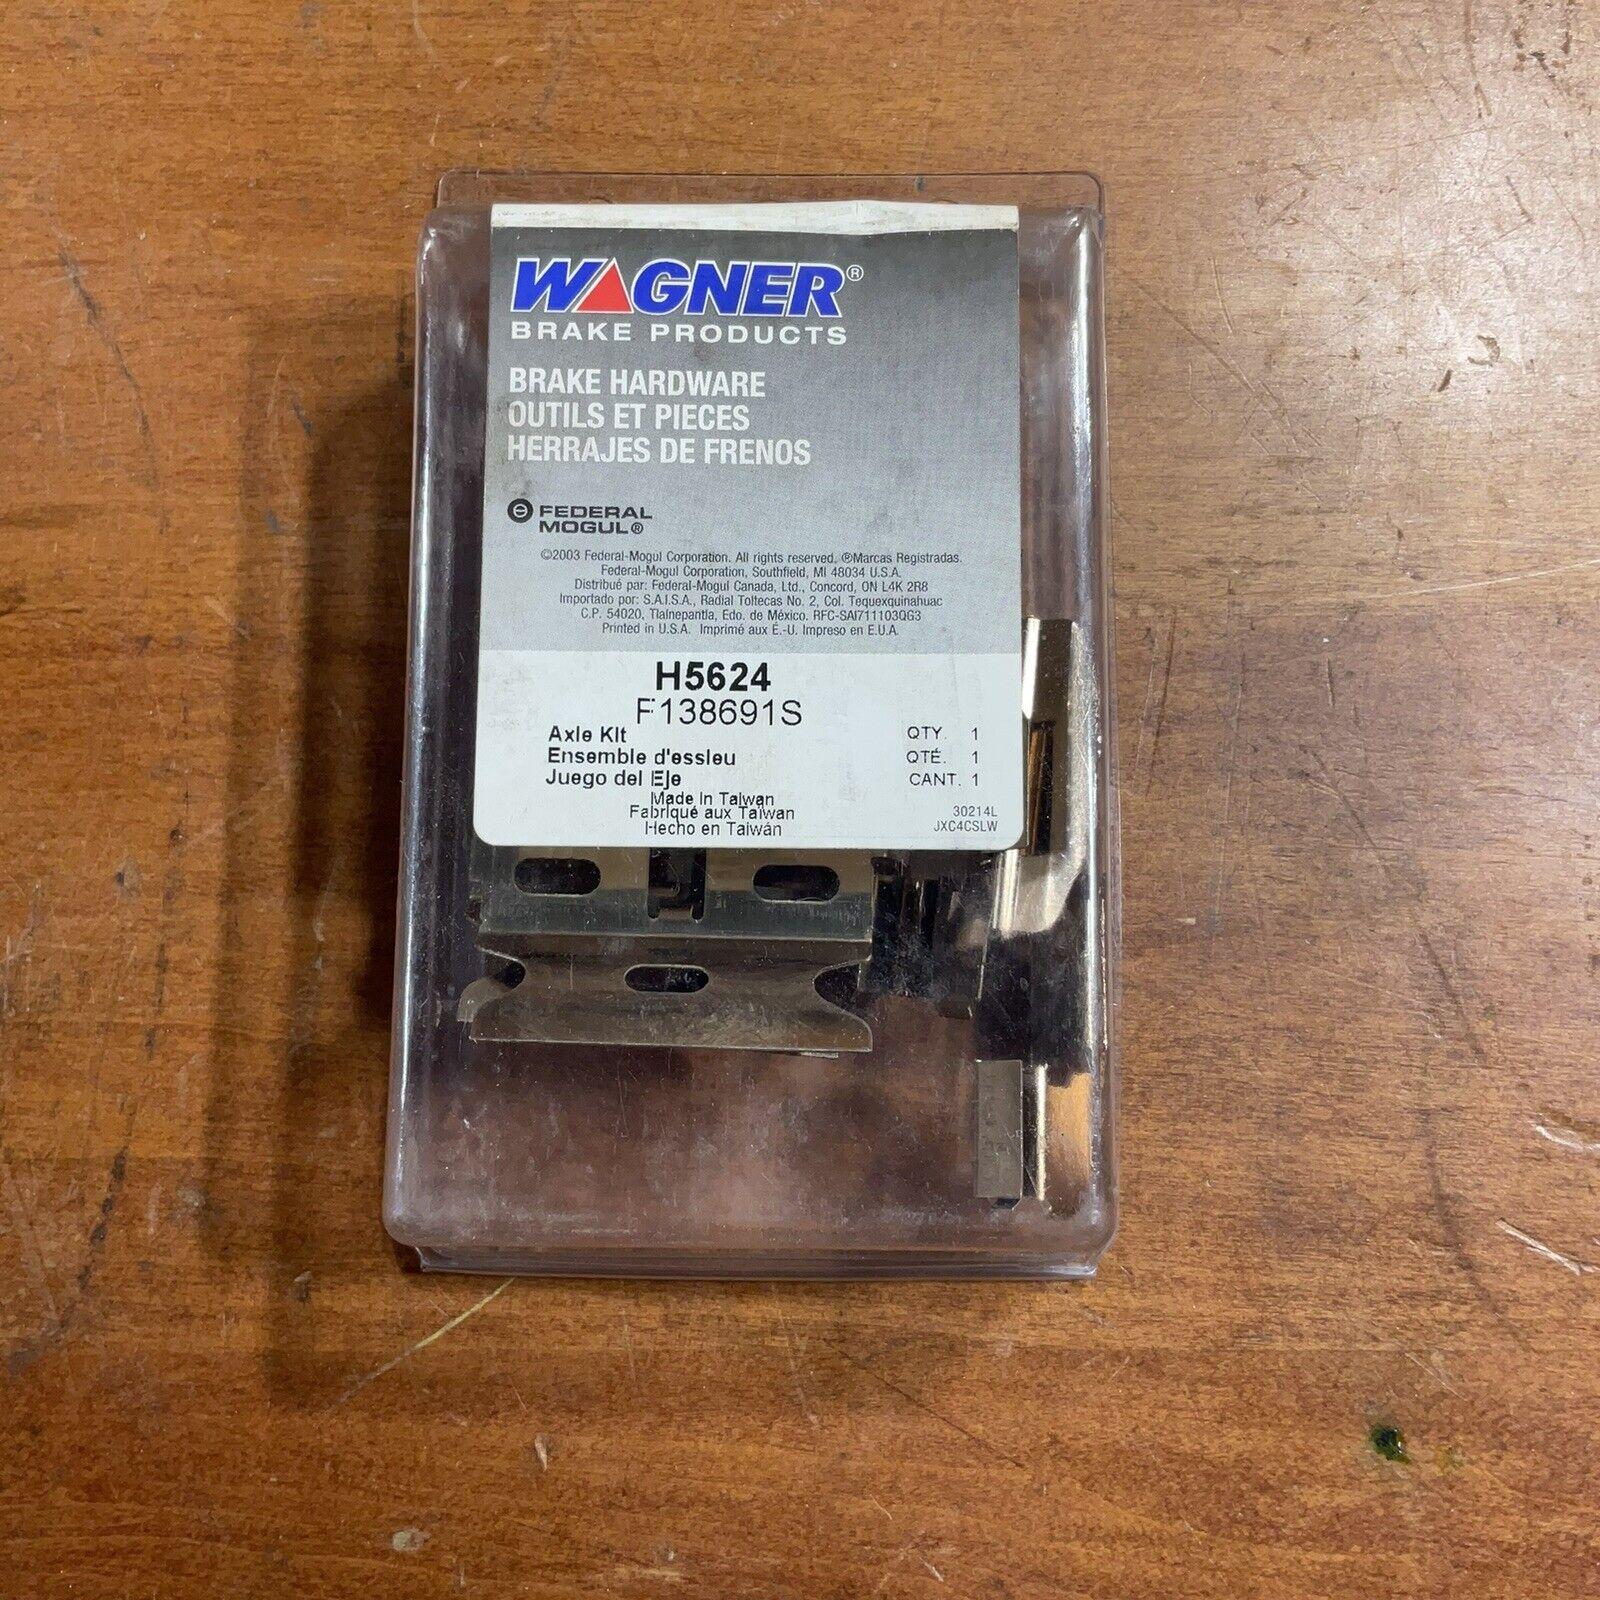 WAGNER®
BRAKE PRODUCTS
BRAKE HARDWARE
OUTILS ET PIECES
HERRAJES DE FRENOS
FEDERAL
MOGUL®
©2003 Federal-Mogul Corporation. All rights reserved. ®Marcas Registradas.
Federal-Mogul Corporation, Southfield, MI 48034 U.S.A.
Distribué par: Federal-Mogul Canada, Ltd., Concord, ON L4K 2R8
Importado por: S.A.I.S.A., Radial Toltecas No. 2, Col. Tequexquinahuac
C.P. 54020, Tlalnepantla, Edo. de México. RFC-SAI711103QG3
Printed in U.S.A. Imprimé aux É.-U. Impreso en E.U.A.
H5624
F138691S
Axle Kit QTY. 1
Ensemble d'essieu QTÉ. 1
Juego del Eje CANT. 1
Made In Taiwan
Fabriqué aux Taïwan
Hecho en Taiwán
30214L
JXC4CSLW